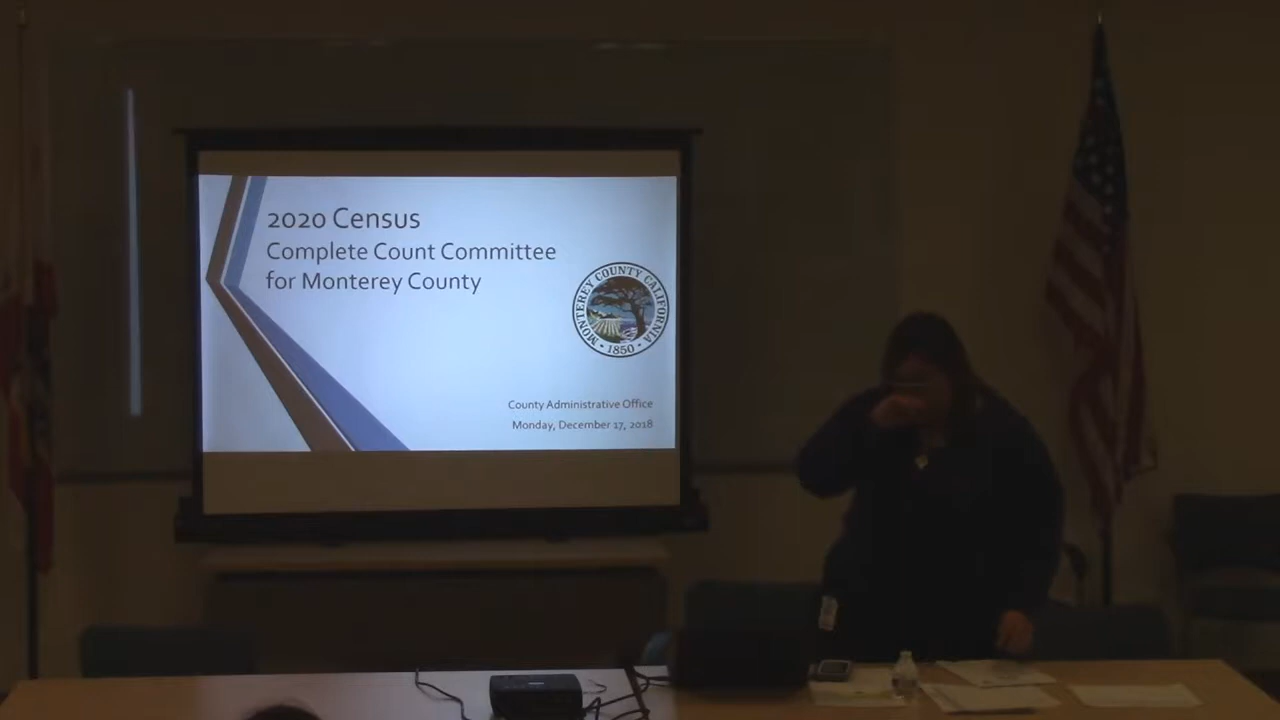 2020 Census
Complete Count Committee
for Monterey County
MONTEREY COUNTY CALIFORNIA
• 1850 •
County Administrative Office
Monday, December 17, 2018